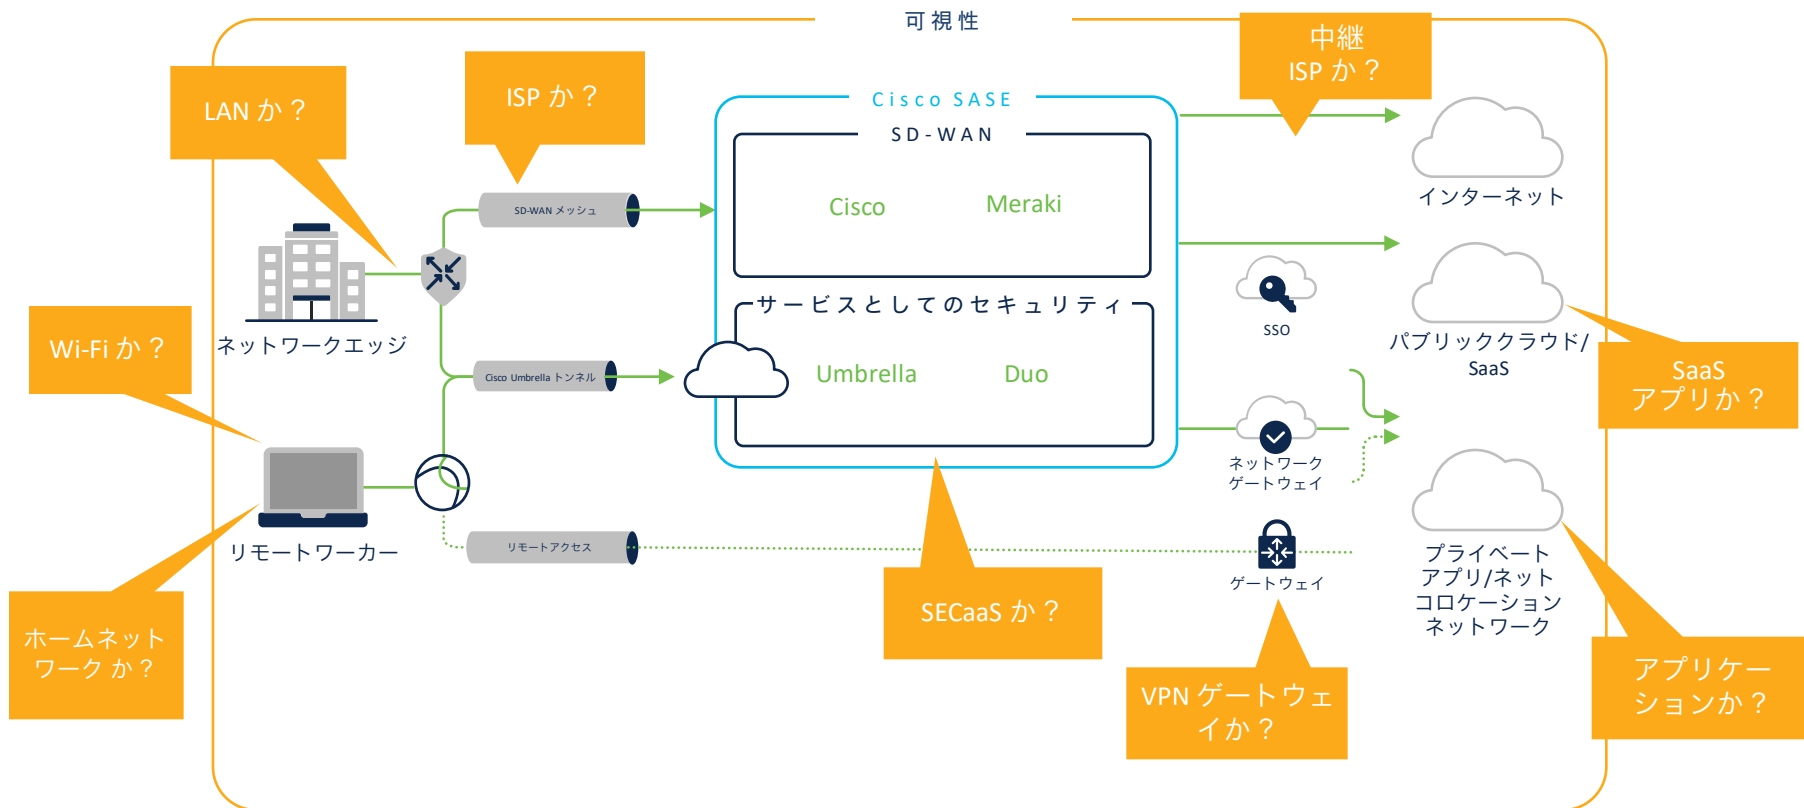 可視性
中継
ISP か？
LAN か？
ISP か？
Cisco SASE
SD-WAN
Cisco
Meraki
SD-WAN メッシュ
インターネット
ネットワークエッジ
サービスとしてのセキュリティ
SSO
パブリッククラウド/
SaaS
Wi-Fi か？
Cisco Umbrella トンネル
Umbrella
Duo
SaaS
アプリか？
ネットワーク
ゲートウェイ
リモートワーカー
リモートアクセス
ゲートウェイ
プライベート
アプリ/ネット
コロケーション
ネットワーク
ホームネット
ワーク か？
SECaaS か？
VPN ゲートウェ
イか？
アプリケー
ションか？